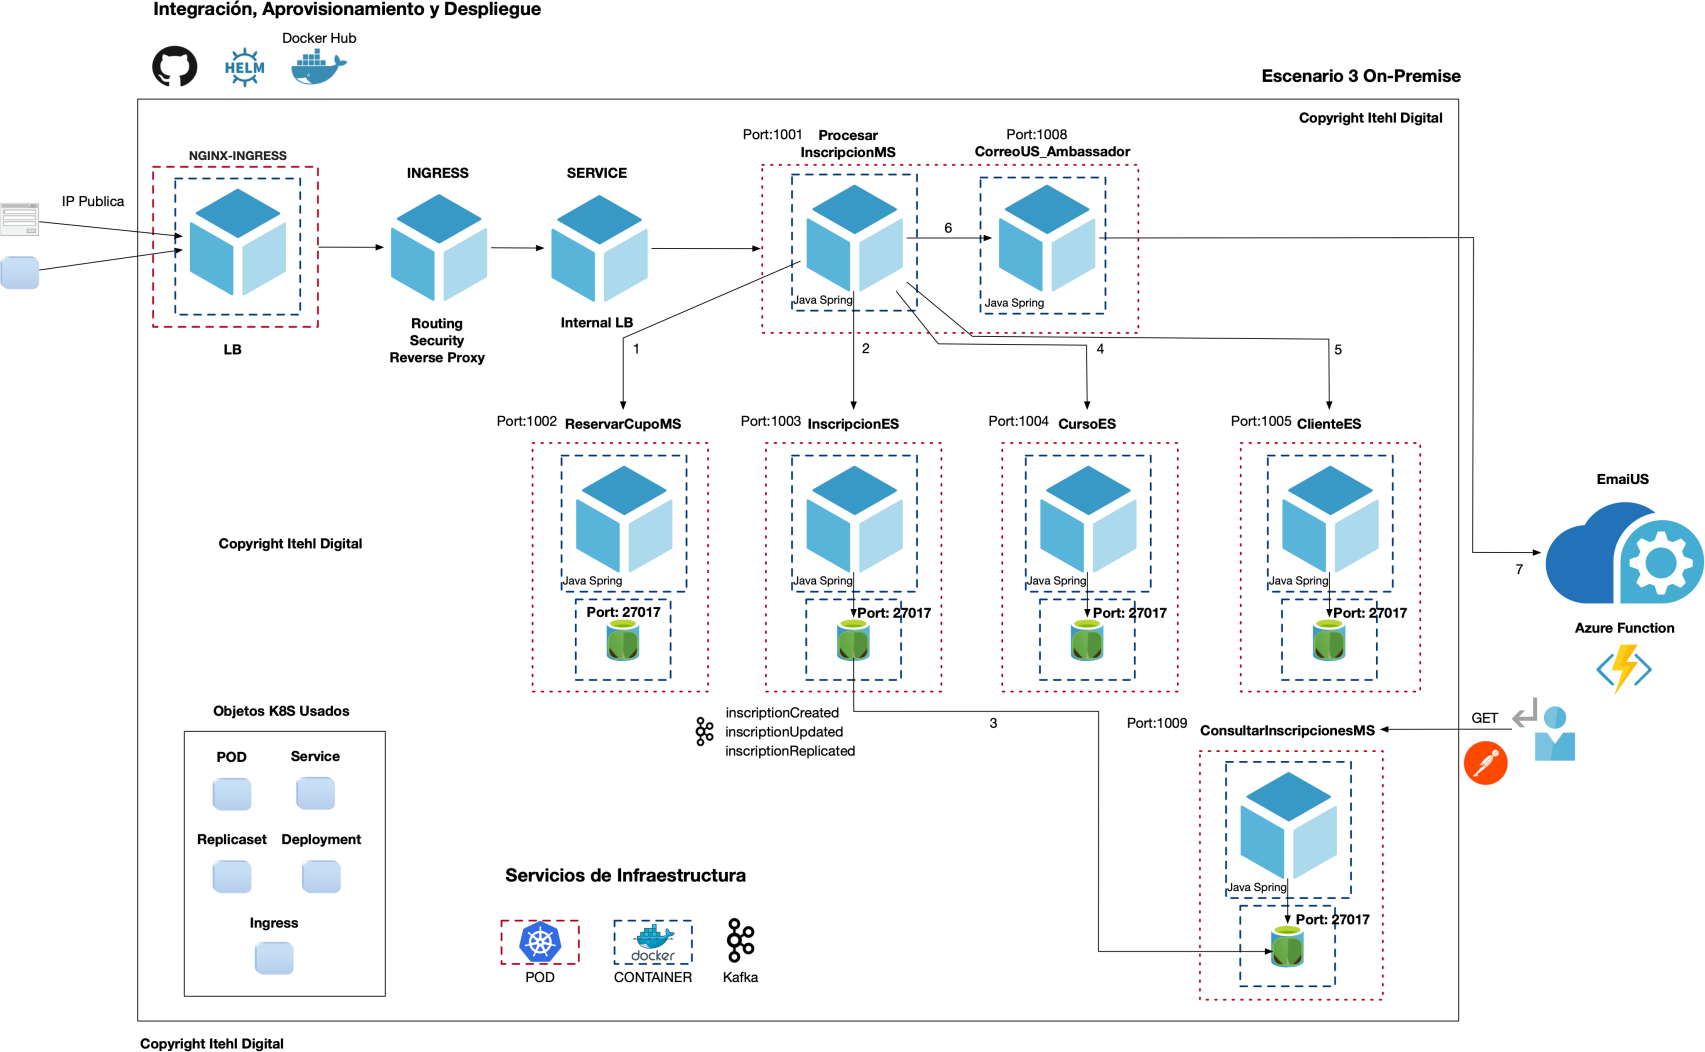 Integración, Aprovisionamiento y Despliegue
Docker Hub
HELM
Escenario 3 On-Premise
Copyright Itehl Digital
IP Publica
NGINX-INGRESS
LB
INGRESS
Routing
Security
Reverse Proxy
SERVICE
Internal LB
Port:1001
Procesar
InscripcionMS
Java Spring
6
Port:1008
CorreoUS_Ambassador
Java Spring
1
2
4
5
Port:1002
ReservarCupoMS
Java Spring
Port: 27017
Port:1003
InscripcionES
Java Spring
Port: 27017
Port:1004
CursoES
Java Spring
Port: 27017
Port:1005
ClienteES
Java Spring
Port: 27017
EmaiUS
7
Azure Function
Copyright Itehl Digital
inscriptionCreated
inscriptionUpdated
inscriptionReplicated
3
Port:1009
ConsultarInscripcionesMS
GET
Java Spring
Port: 27017
Objetos K8S Usados
POD
Service
Replicaset
Deployment
Ingress
Servicios de Infraestructura
POD
docker
CONTAINER
Kafka
Copyright Itehl Digital